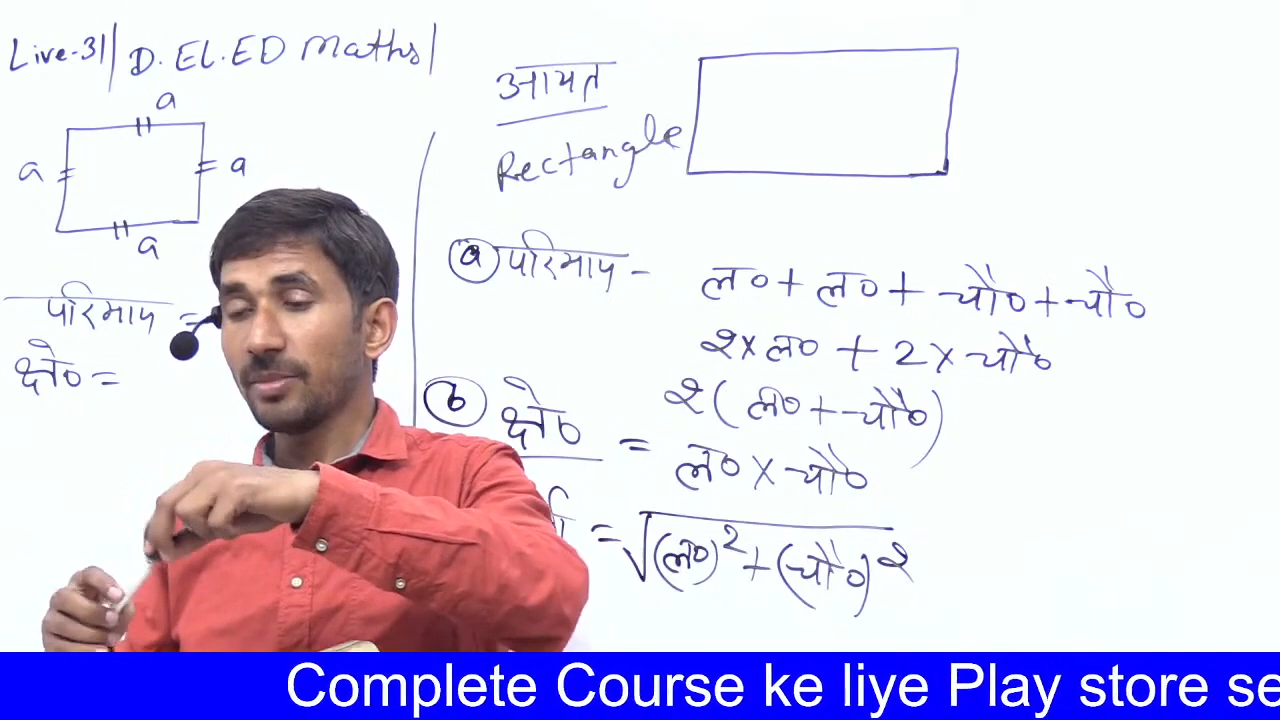 Live-31| D.EL.ED Maths|
a
a
a
a
परिमाप =
क्षे० =
आयत
Rectangle
(a) परिमाप - ल० + ल० + चौ० + चौ०
2 x ल० + 2 x चौ०
2 (ल० + चौ०)
(b) क्षे० = ल० x चौ०
= √(ल०)² + (चौ०)²
Complete Course ke liye Play store se